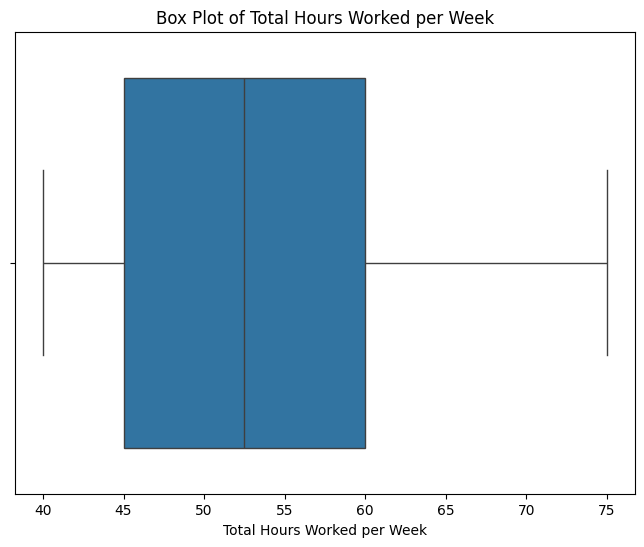 Box Plot of Total Hours Worked per Week
40 45 50 55 60 65 70 75
Total Hours Worked per Week